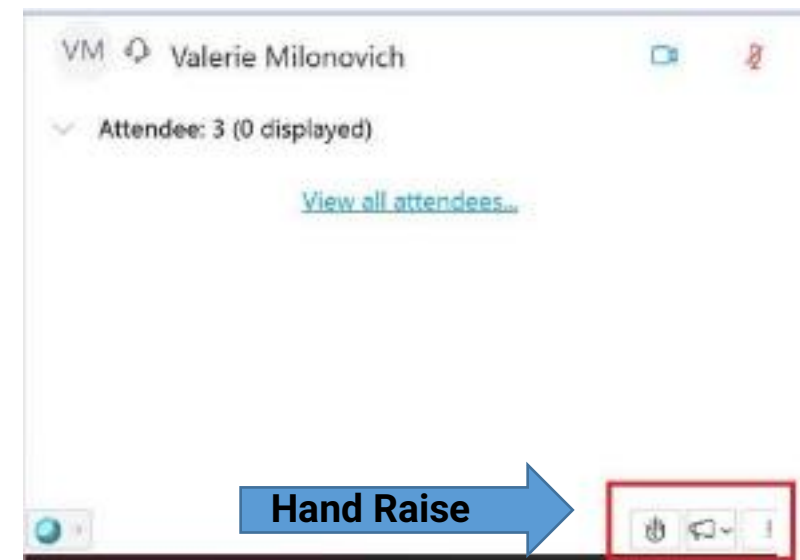 VM Valerie Milonovich
Attendee: 3 (0 displayed)
View all attendees...
Hand Raise